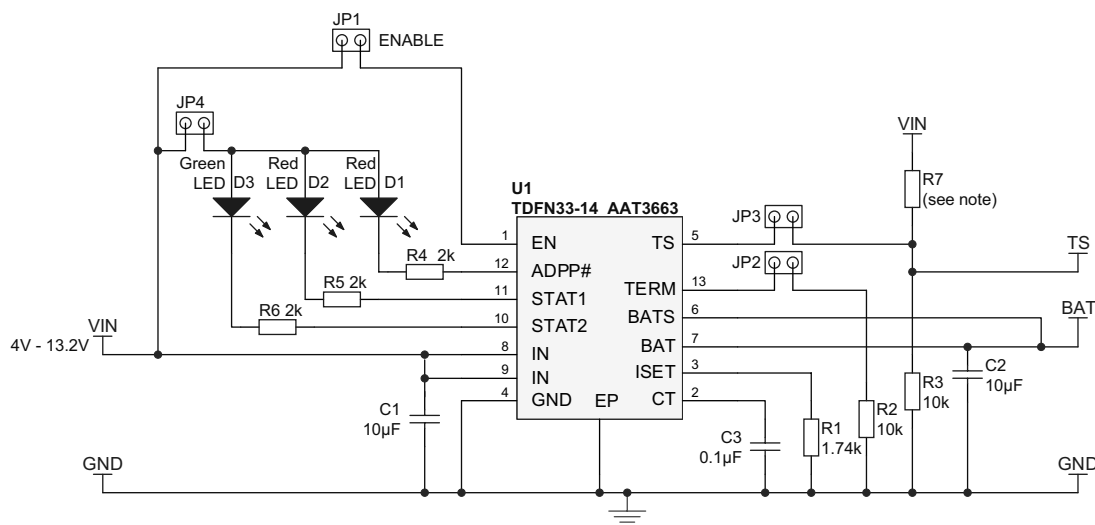 JP1
ENABLE
JP4
Green
LED D3
Red
LED D2
Red
LED D1
VIN
R7
(see note)
U1
TDFN33-14 AAT3663
JP3
TS
1
EN
TS
5
R4 2k
12
ADPP#
JP2
R5 2k
11
STAT1
TERM
13
R6 2k
10
STAT2
BATS
6
BAT
VIN
4V - 13.2V
8
IN
BAT
7
9
IN
ISET
3
C2
10µF
4
GND
EP
CT
2
C1
10µF
R3
10k
R2
10k
R1
1.74k
C3
0.1µF
GND
GND